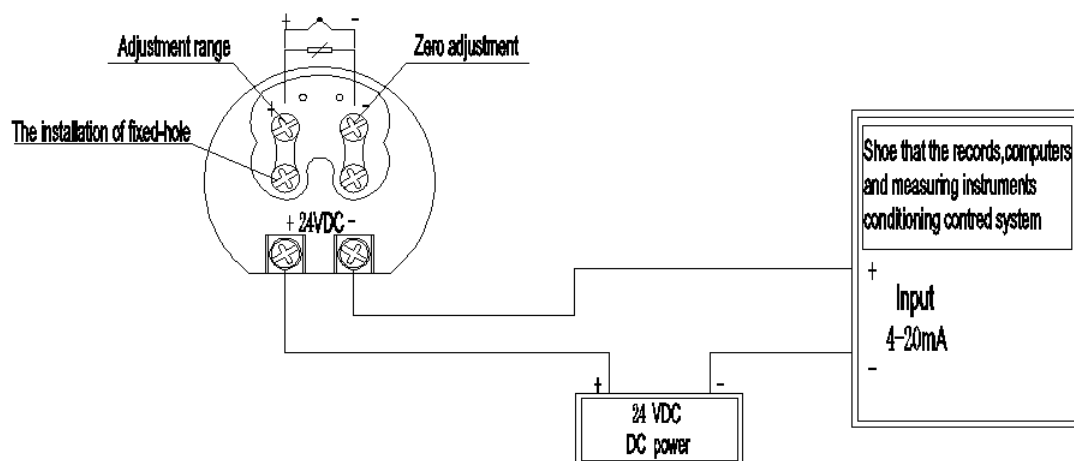 + -
Adjustment range
Zero adjustment
+ -
The installation of fixed-hole
+ 24VDC -
Shoe that the records,computers
and measuring instruments
conditioning contred system
+
Input
4-20mA
-
+ -
24 VDC
DC power